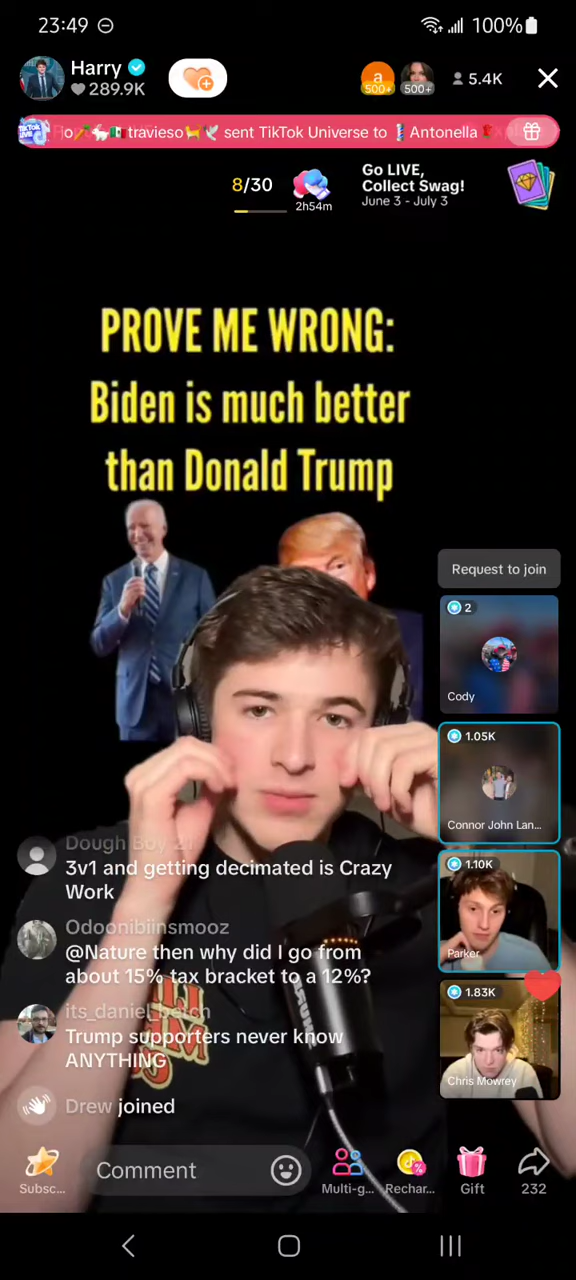 23:49
100%
Harry
289.9K
500+
500+
5.4K
travieso sent TikTok Universe to Antonella
8/30
2h54m
Go LIVE,
Collect Swag!
June 3 - July 3
PROVE ME WRONG:
Biden is much better
than Donald Trump
Request to join
2
Cody
1.05K
Connor John Lan...
1.10K
Parker
1.83K
Chris Mowrey
Dough Boy 21
3v1 and getting decimated is Crazy
Work
Odoonibiinsmooz
@Nature then why did I go from
about 15% tax bracket to a 12%?
its_daniel_betch
Trump supporters never know
ANYTHING
Drew joined
Subsc...
Comment
Multi-g...
Rechar...
Gift
232